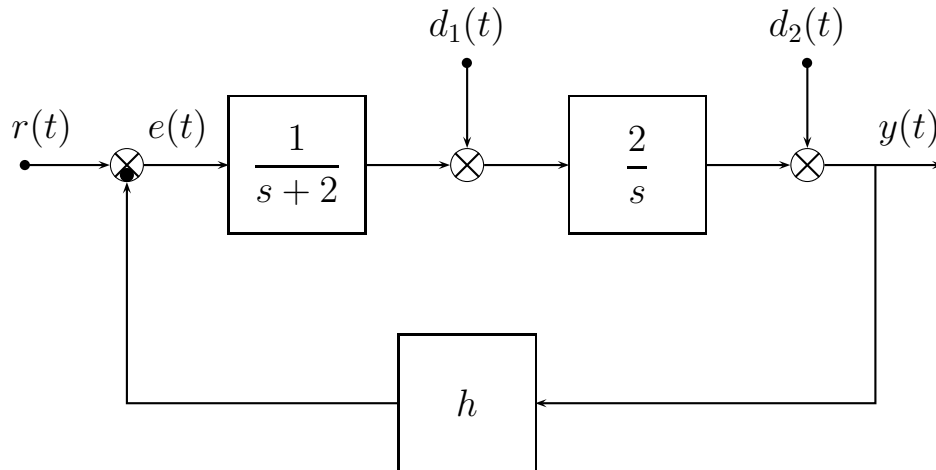 d₁(t)
d₂(t)
r(t)
e(t)
1
s + 2
2
s
y(t)
h